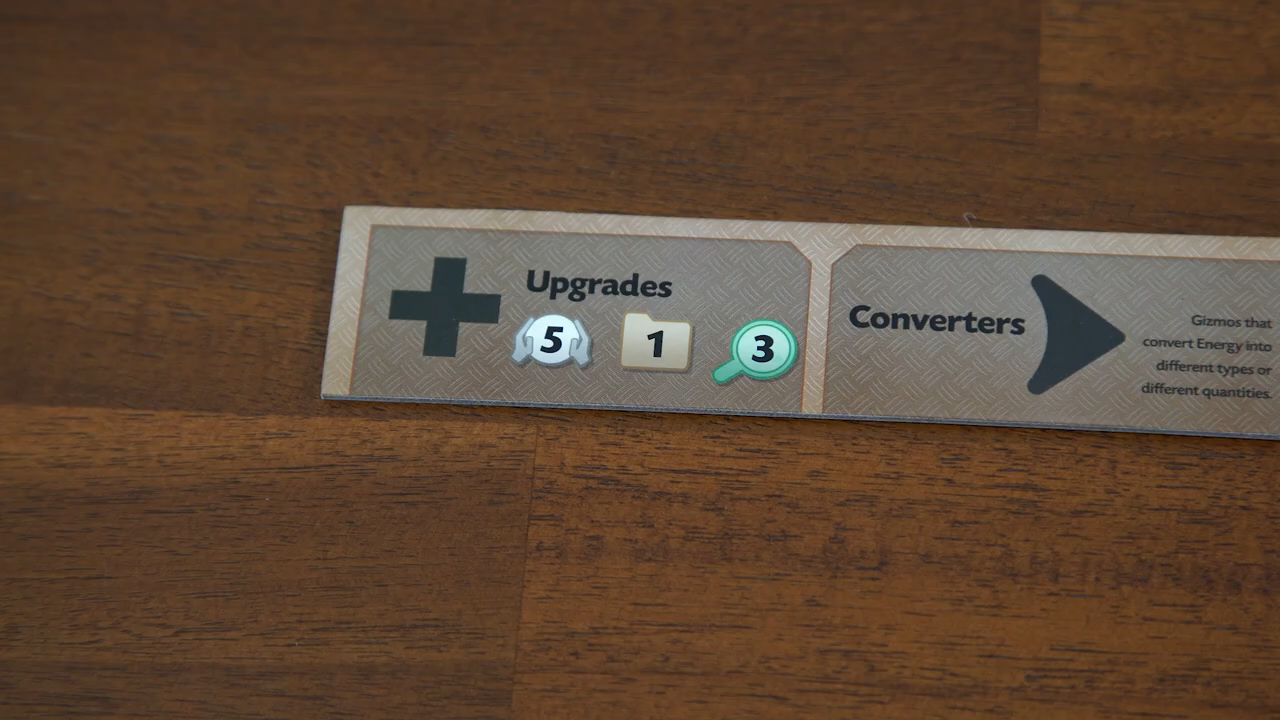 Upgrades
5 1 3
Converters
Gizmos that
convert Energy into
different types or
different quantities.